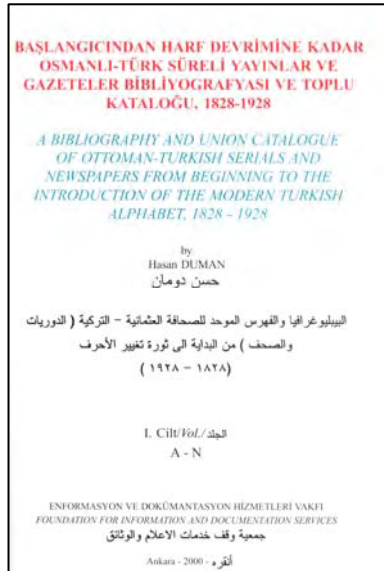 BAŞLANGICINDAN HARF DEVRİMİNE KADAR
OSMANLI-TÜRK SÜRELİ YAYINLAR VE
GAZETELER BİBLİYOGRAFYASI VE TOPLU
KATALOĞU, 1828-1928
A BIBLIOGRAPHY AND UNION CATALOGUE
OF OTTOMAN-TURKISH SERIALS AND
NEWSPAPERS FROM BEGINNING TO THE
INTRODUCTION OF THE MODERN TURKISH
ALPHABET, 1828 – 1928
by
Hasan DUMAN
حسن دومان
البيبليوغرافيا والفهرس الموحد للصحافة العثمانية – التركية ( الدوريات
والصحف ) من البداية الى ثورة تغيير الأحرف
( ١٨٢٨ – ١٩٢٨ )
I. Cilt/Vol./الجلد
A - N
ENFORMASYON VE DOKÜMANTASYON HİZMETLERİ VAKFI
FOUNDATION FOR INFORMATION AND DOCUMENTATION SERVICES
جمعية وقف خدمات الاعلام والوثائق
Ankara - 2000 - أنقره